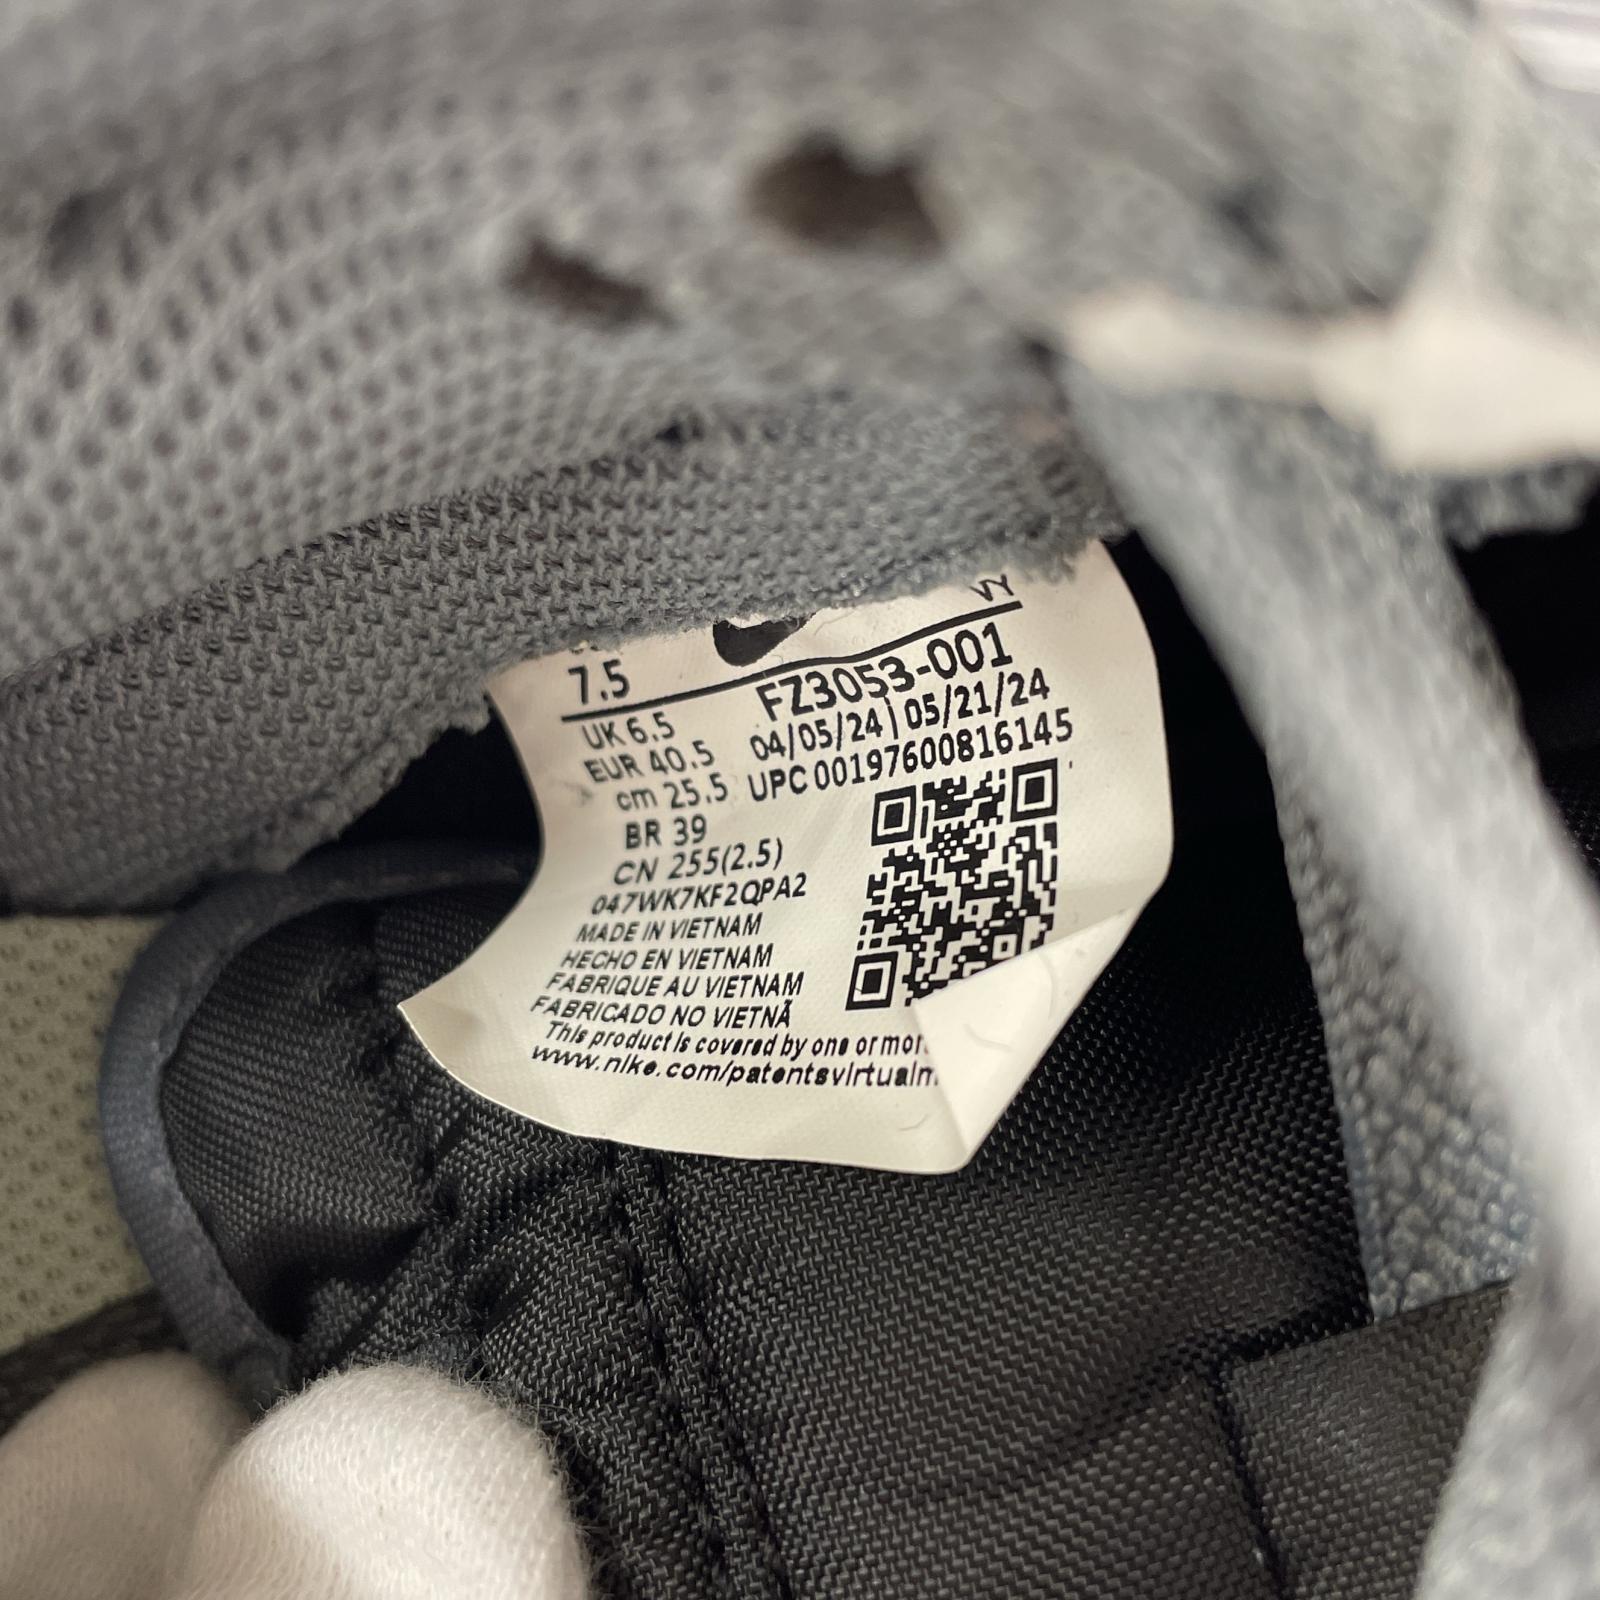 VY
7.5
FZ3053-001
UK 6.5
04/05/24 | 05/21/24
EUR 40.5
UPC 00197600816145
cm 25.5
BR 39
CN 255(2.5)
047WK7KF2QPA2
MADE IN VIETNAM
HECHO EN VIETNAM
FABRIQUE AU VIETNAM
FABRICADO NO VIETNÃ
This product is covered by one or mor
www.nike.com/patentsvirtualm